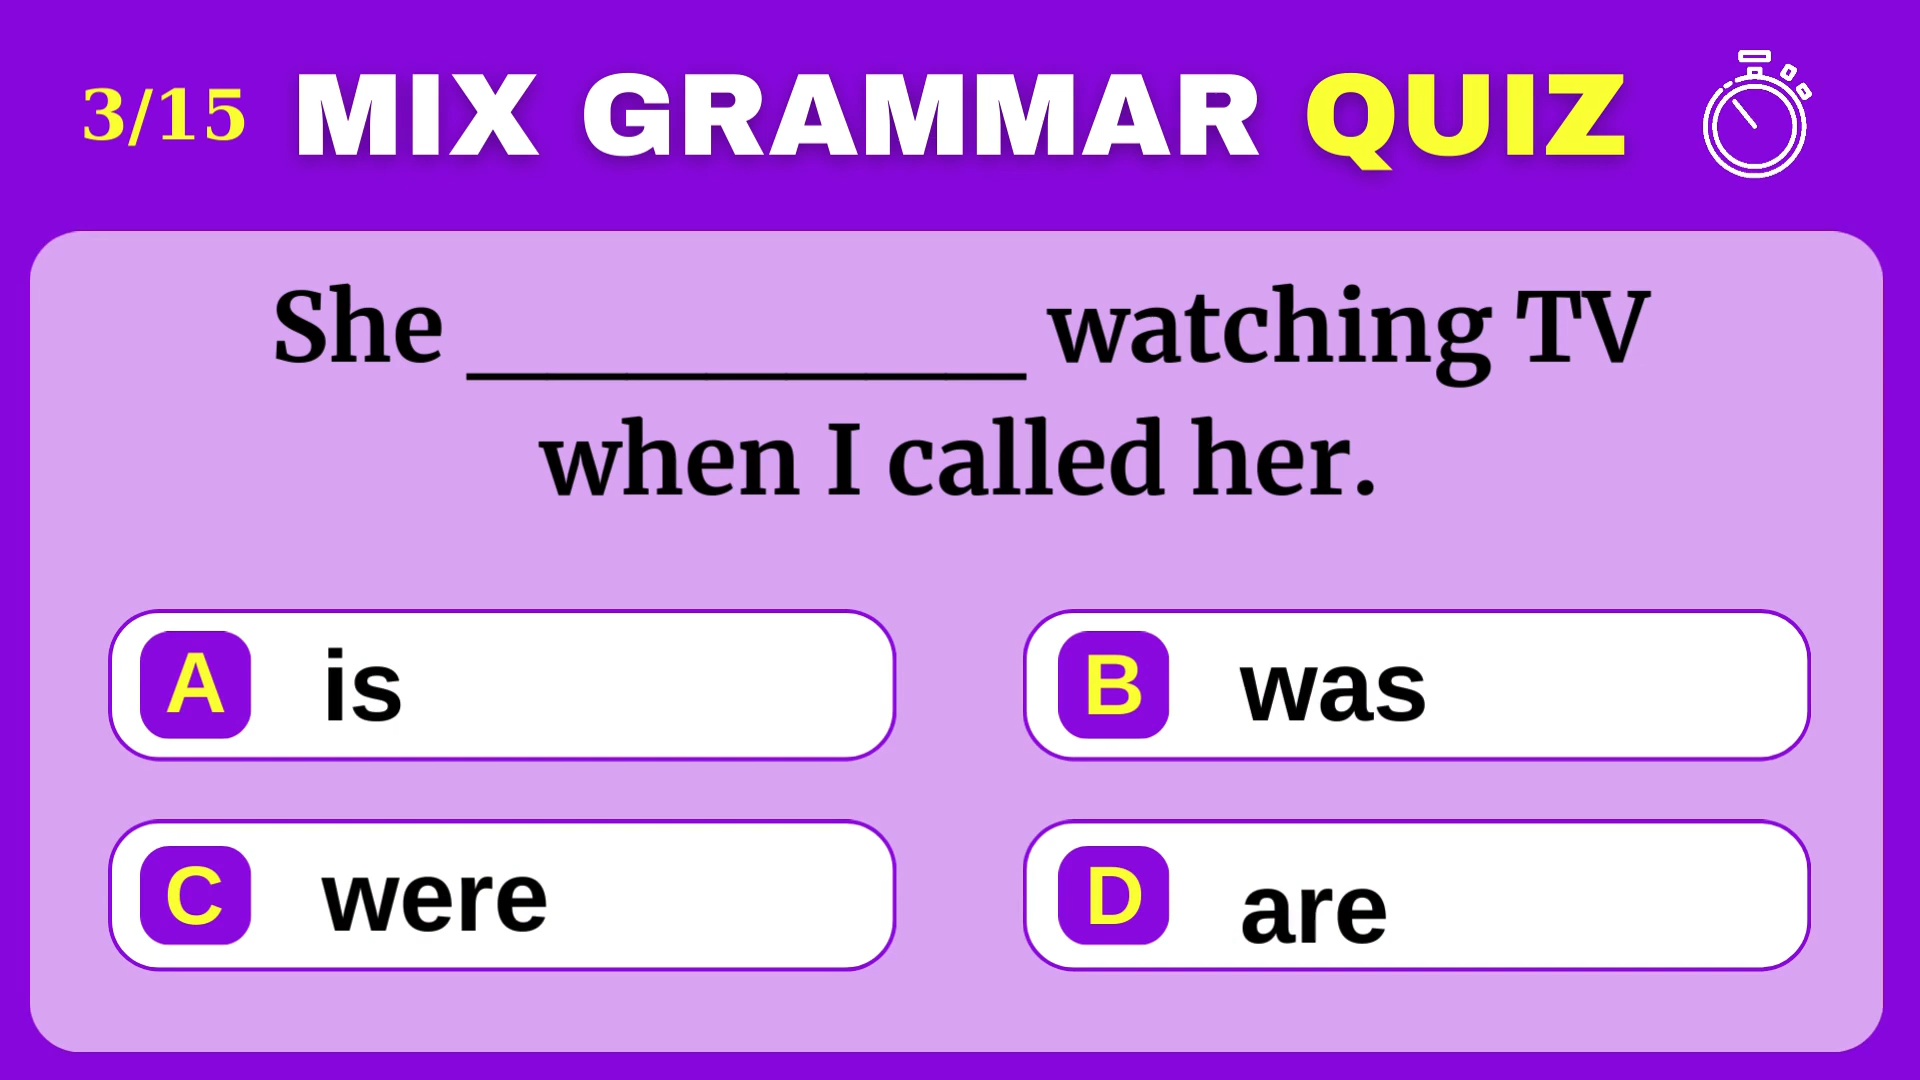 3/15 MIX GRAMMAR QUIZ
She ____________ watching TV
when I called her.
A is
B was
C were
D are